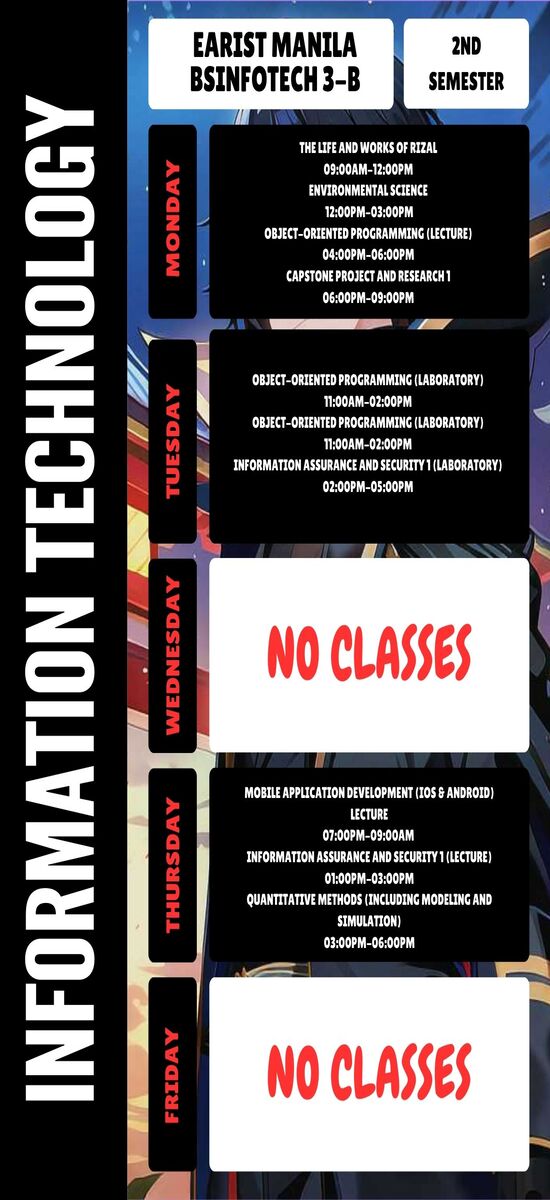 INFORMATION TECHNOLOGY
EARIST MANILA
BSINFOTECH 3-B
2ND
SEMESTER
MONDAY
THE LIFE AND WORKS OF RIZAL
09:00AM-12:00PM
ENVIRONMENTAL SCIENCE
12:00PM-03:00PM
OBJECT-ORIENTED PROGRAMMING (LECTURE)
04:00PM-06:00PM
CAPSTONE PROJECT AND RESEARCH 1
06:00PM-09:00PM
TUESDAY
OBJECT-ORIENTED PROGRAMMING (LABORATORY)
11:00AM-02:00PM
OBJECT-ORIENTED PROGRAMMING (LABORATORY)
11:00AM-02:00PM
INFORMATION ASSURANCE AND SECURITY 1 (LABORATORY)
02:00PM-05:00PM
WEDNESDAY
NO CLASSES
THURSDAY
MOBILE APPLICATION DEVELOPMENT (IOS & ANDROID)
LECTURE
07:00PM-09:00AM
INFORMATION ASSURANCE AND SECURITY 1 (LECTURE)
01:00PM-03:00PM
QUANTITATIVE METHODS (INCLUDING MODELING AND
SIMULATION)
03:00PM-06:00PM
FRIDAY
NO CLASSES